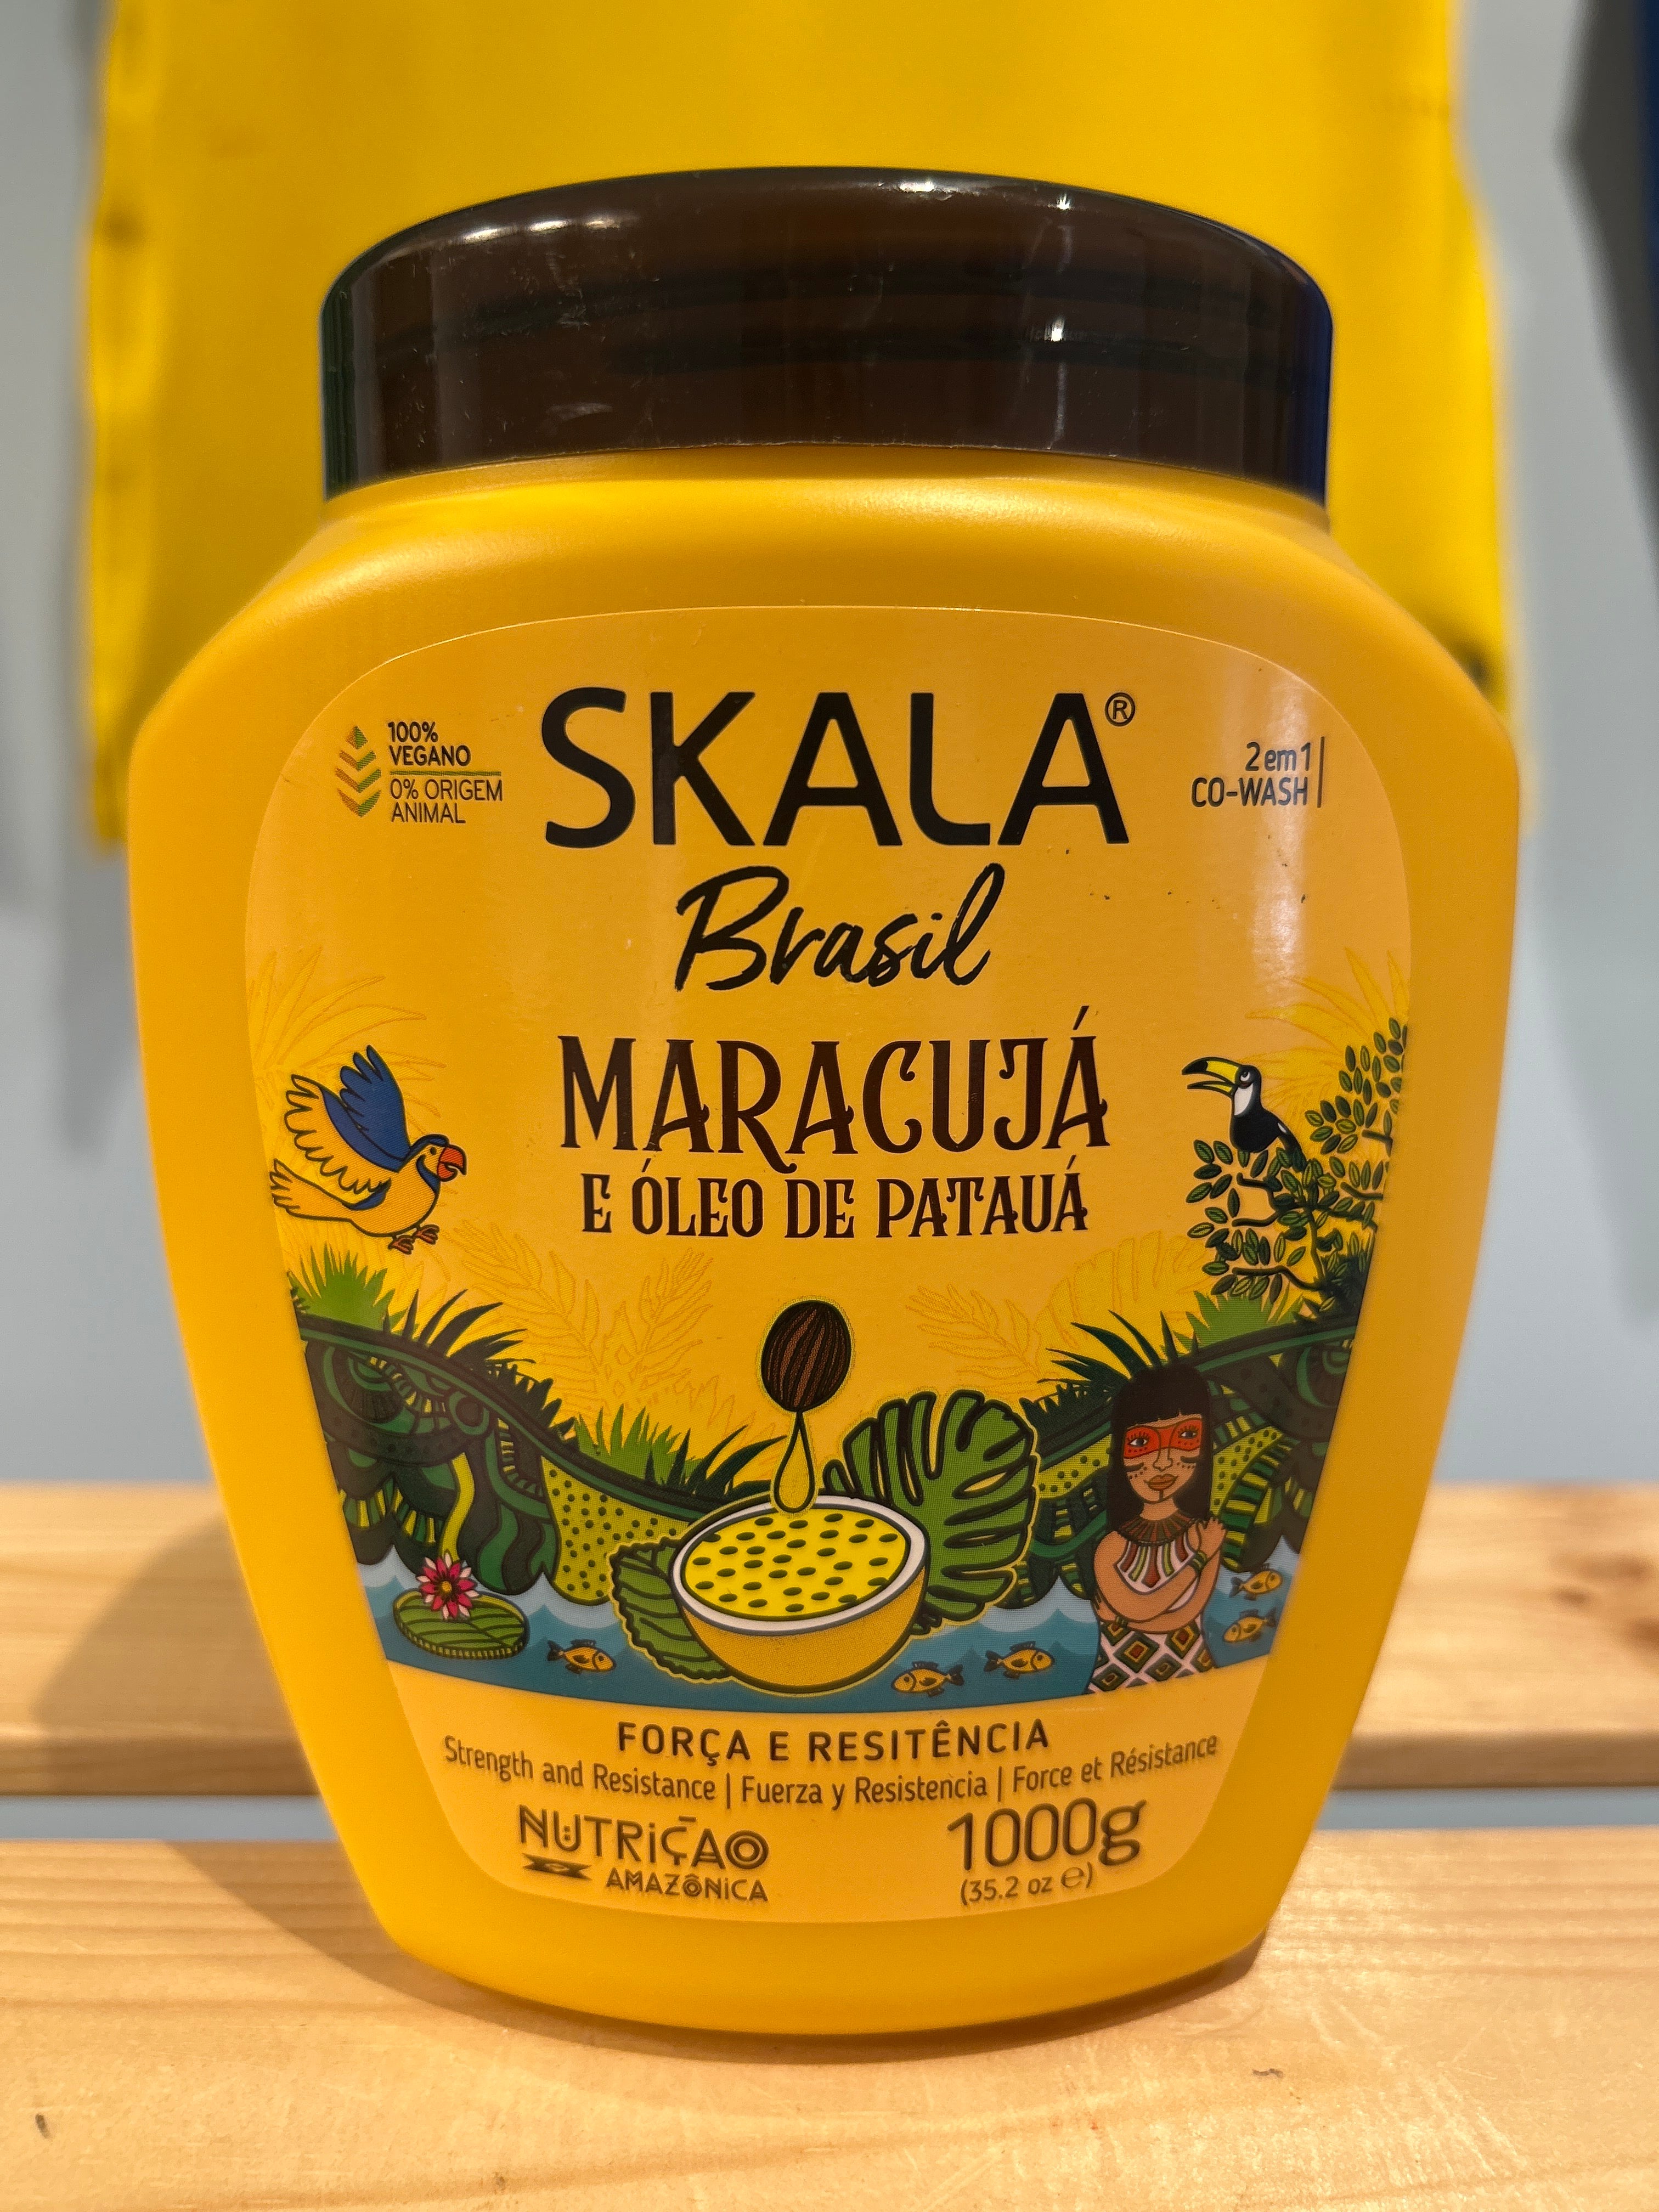 SKALA®
100%
VEGANO
0% ORIGEM
ANIMAL
2 em 1
CO-WASH
Brasil
MARACUJÁ
E ÓLEO DE PATAUÁ
FORÇA E RESITÊNCIA
Strength and Resistance | Fuerza y Resistencia | Force et Résistance
NUTRIÇÃO
AMAZÔNICA
1000g
(35.2 oz ℮)